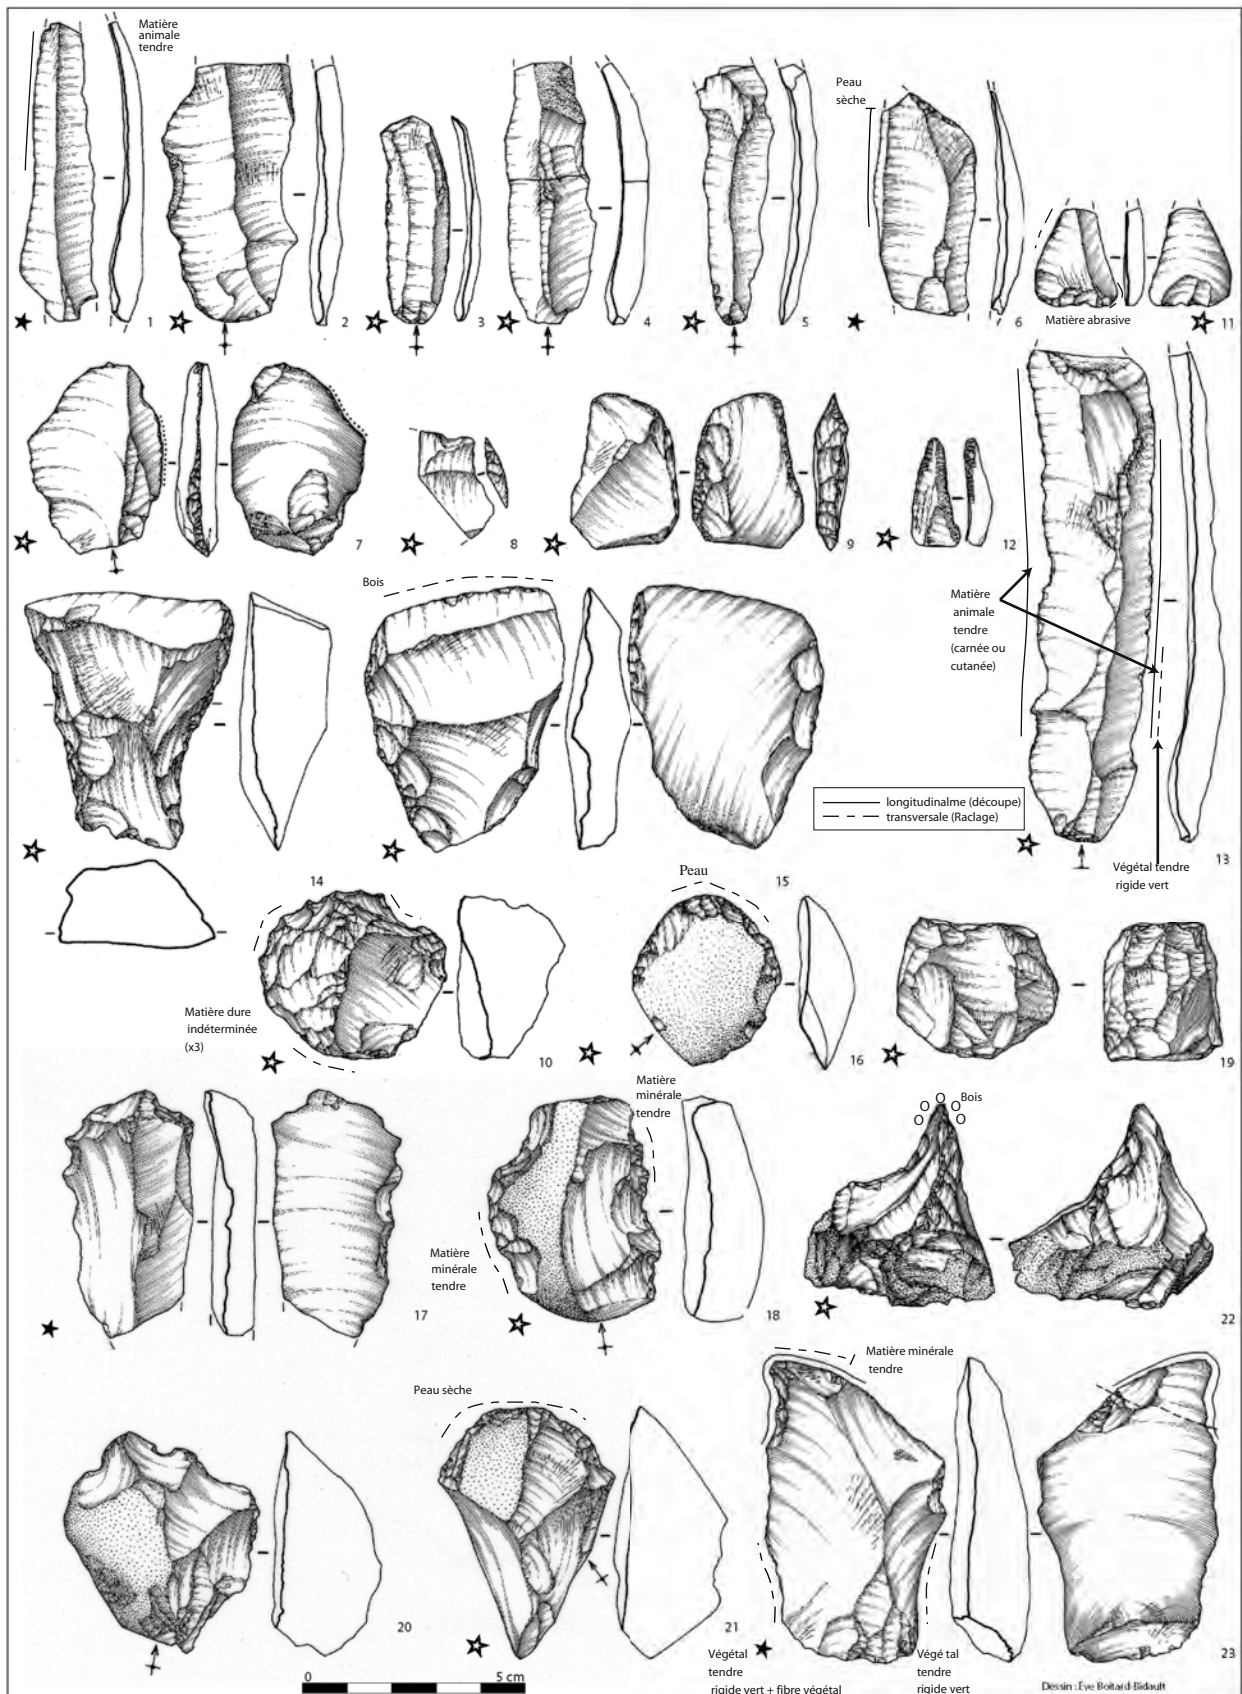 Matière
animale
tendre
1
2
3
4
5
Peau
sèche
6
Matière abrasive
11
7
8
9
12
Matière
animale
tendre
(carnée ou
cutanée)
13
Végétal tendre
rigide vert
Bois
longitudinalme (découpe)
transversale (Raclage)
14
15
Matière dure
indéterminée
(x3)
10
Peau
16
19
17
Matière
minérale
tendre
Matière
minérale
tendre
18
O O O Bois
O O
22
20
Peau sèche
21
Matière minérale
tendre
Végétal
tendre
rigide vert + fibre végétal
Végé tal
tendre
rigide vert
23
0 5 cm
Dessin : Eve Boitard-Bidault